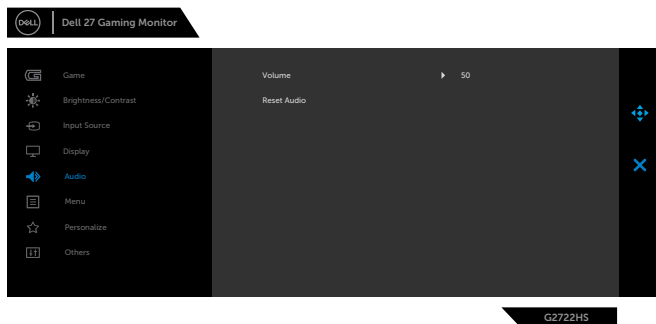 DELL
Dell 27 Gaming Monitor
Game
Volume 50
Brightness/Contrast
Reset Audio
Input Source
Display
Audio
Menu
Personalize
Others
G2722HS